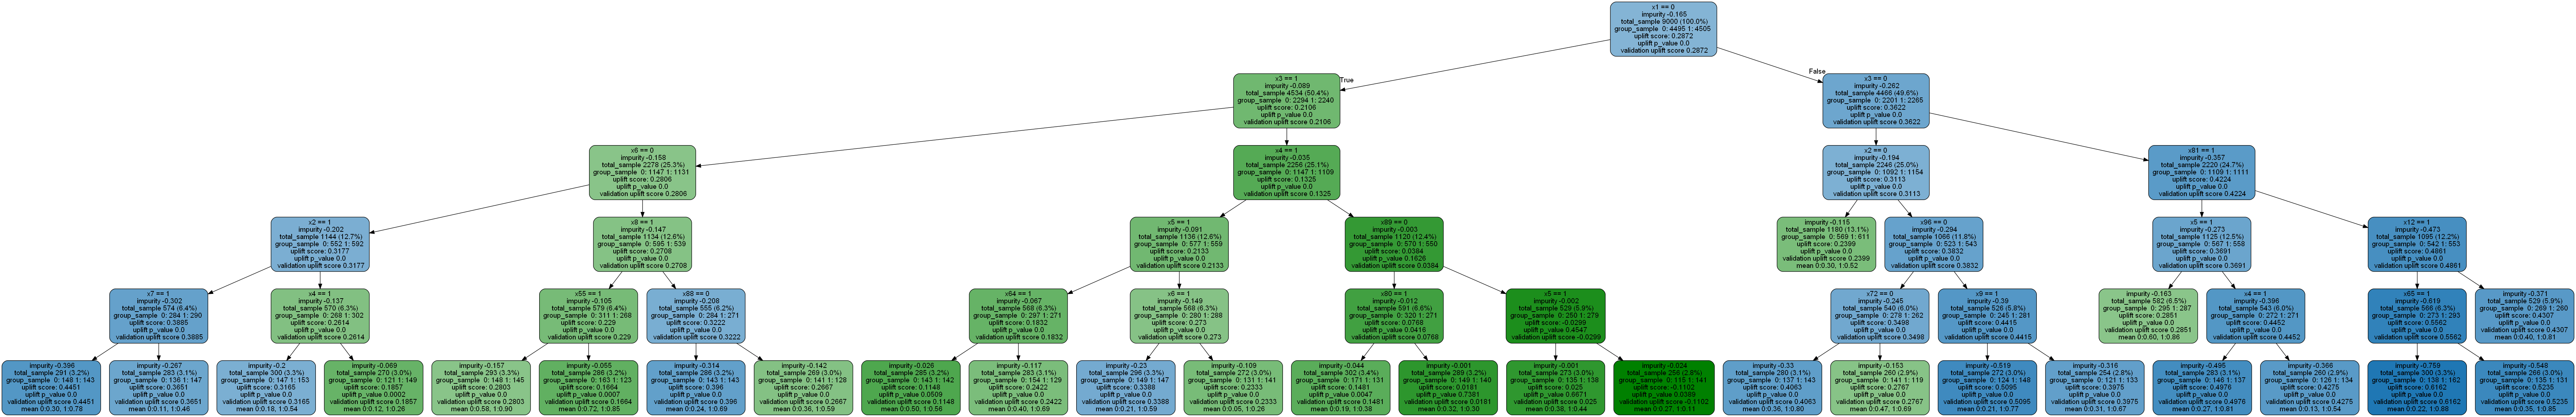 x1 == 0
impurity -0.165
total_sample 9000 (100.0%)
group_sample 0: 4495 1: 4505
uplift score: 0.2872
uplift p_value 0.0
validation uplift score 0.2872
True
False
x3 == 1
impurity -0.089
total_sample 4534 (50.4%)
group_sample 0: 2294 1: 2240
uplift score: 0.2106
uplift p_value 0.0
validation uplift score 0.2106
x3 == 0
impurity -0.262
total_sample 4466 (49.6%)
group_sample 0: 2201 1: 2265
uplift score: 0.3622
uplift p_value 0.0
validation uplift score 0.3622
x6 == 0
impurity -0.158
total_sample 2278 (25.3%)
group_sample 0: 1147 1: 1131
uplift score: 0.2806
uplift p_value 0.0
validation uplift score 0.2806
x4 == 1
impurity -0.035
total_sample 2256 (25.1%)
group_sample 0: 1147 1: 1109
uplift score: 0.1325
uplift p_value 0.0
validation uplift score 0.1325
x2 == 0
impurity -0.194
total_sample 2246 (25.0%)
group_sample 0: 1092 1: 1154
uplift score: 0.3113
uplift p_value 0.0
validation uplift score 0.3113
x81 == 1
impurity -0.357
total_sample 2220 (24.7%)
group_sample 0: 1109 1: 1111
uplift score: 0.4224
uplift p_value 0.0
validation uplift score 0.4224
x2 == 1
impurity -0.202
total_sample 1144 (12.7%)
group_sample 0: 552 1: 592
uplift score: 0.3177
uplift p_value 0.0
validation uplift score 0.3177
x8 == 1
impurity -0.147
total_sample 1134 (12.6%)
group_sample 0: 595 1: 539
uplift score: 0.2708
uplift p_value 0.0
validation uplift score 0.2708
x5 == 1
impurity -0.091
total_sample 1136 (12.6%)
group_sample 0: 577 1: 559
uplift score: 0.2133
uplift p_value 0.0
validation uplift score 0.2133
x89 == 0
impurity -0.003
total_sample 1120 (12.4%)
group_sample 0: 570 1: 550
uplift score: 0.0384
uplift p_value 0.1626
validation uplift score 0.0384
impurity -0.115
total_sample 1180 (13.1%)
group_sample 0: 569 1: 611
uplift score: 0.2399
uplift p_value 0.0
validation uplift score 0.2399
mean 0:0.30, 1:0.52
x96 == 0
impurity -0.294
total_sample 1066 (11.8%)
group_sample 0: 523 1: 543
uplift score: 0.3832
uplift p_value 0.0
validation uplift score 0.3832
x5 == 1
impurity -0.273
total_sample 1125 (12.5%)
group_sample 0: 567 1: 558
uplift score: 0.3691
uplift p_value 0.0
validation uplift score 0.3691
x12 == 1
impurity -0.473
total_sample 1095 (12.2%)
group_sample 0: 542 1: 553
uplift score: 0.4861
uplift p_value 0.0
validation uplift score 0.4861
x7 == 1
impurity -0.302
total_sample 574 (6.4%)
group_sample 0: 284 1: 290
uplift score: 0.3885
uplift p_value 0.0
validation uplift score 0.3885
x4 == 1
impurity -0.137
total_sample 570 (6.3%)
group_sample 0: 268 1: 302
uplift score: 0.2614
uplift p_value 0.0
validation uplift score 0.2614
x55 == 1
impurity -0.105
total_sample 579 (6.4%)
group_sample 0: 311 1: 268
uplift score: 0.229
uplift p_value 0.0
validation uplift score 0.229
x88 == 0
impurity -0.208
total_sample 555 (6.2%)
group_sample 0: 284 1: 271
uplift score: 0.3222
uplift p_value 0.0
validation uplift score 0.3222
x64 == 1
impurity -0.067
total_sample 568 (6.3%)
group_sample 0: 297 1: 271
uplift score: 0.1832
uplift p_value 0.0
validation uplift score 0.1832
x6 == 1
impurity -0.149
total_sample 568 (6.3%)
group_sample 0: 280 1: 288
uplift score: 0.273
uplift p_value 0.0
validation uplift score 0.273
x80 == 1
impurity -0.012
total_sample 591 (6.6%)
group_sample 0: 320 1: 271
uplift score: 0.0768
uplift p_value 0.0416
validation uplift score 0.0768
x5 == 1
impurity -0.002
total_sample 529 (5.9%)
group_sample 0: 250 1: 279
uplift score: -0.0299
uplift p_value 0.4547
validation uplift score -0.0299
x72 == 0
impurity -0.245
total_sample 540 (6.0%)
group_sample 0: 278 1: 262
uplift score: 0.3498
uplift p_value 0.0
validation uplift score 0.3498
x9 == 1
impurity -0.39
total_sample 526 (5.8%)
group_sample 0: 245 1: 281
uplift score: 0.4415
uplift p_value 0.0
validation uplift score 0.4415
impurity -0.163
total_sample 582 (6.5%)
group_sample 0: 295 1: 287
uplift score: 0.2851
uplift p_value 0.0
validation uplift score 0.2851
mean 0:0.60, 1:0.86
x4 == 1
impurity -0.396
total_sample 543 (6.0%)
group_sample 0: 272 1: 271
uplift score: 0.4452
uplift p_value 0.0
validation uplift score 0.4452
x65 == 1
impurity -0.619
total_sample 566 (6.3%)
group_sample 0: 273 1: 293
uplift score: 0.5562
uplift p_value 0.0
validation uplift score 0.5562
impurity -0.371
total_sample 529 (5.9%)
group_sample 0: 269 1: 260
uplift score: 0.4307
uplift p_value 0.0
validation uplift score 0.4307
mean 0:0.40, 1:0.81
impurity -0.396
total_sample 291 (3.2%)
group_sample 0: 148 1: 143
uplift score: 0.4451
uplift p_value 0.0
validation uplift score 0.4451
mean 0:0.30, 1:0.78
impurity -0.267
total_sample 283 (3.1%)
group_sample 0: 136 1: 147
uplift score: 0.3651
uplift p_value 0.0
validation uplift score 0.3651
mean 0:0.11, 1:0.46
impurity -0.2
total_sample 300 (3.3%)
group_sample 0: 147 1: 153
uplift score: 0.3165
uplift p_value 0.0
validation uplift score 0.3165
mean 0:0.18, 1:0.54
impurity -0.069
total_sample 270 (3.0%)
group_sample 0: 121 1: 149
uplift score: 0.1857
uplift p_value 0.0002
validation uplift score 0.1857
mean 0:0.12, 1:0.26
impurity -0.157
total_sample 293 (3.3%)
group_sample 0: 148 1: 145
uplift score: 0.2803
uplift p_value 0.0
validation uplift score 0.2803
mean 0:0.58, 1:0.90
impurity -0.055
total_sample 286 (3.2%)
group_sample 0: 163 1: 123
uplift score: 0.1664
uplift p_value 0.0007
validation uplift score 0.1664
mean 0:0.72, 1:0.85
impurity -0.314
total_sample 286 (3.2%)
group_sample 0: 143 1: 143
uplift score: 0.396
uplift p_value 0.0
validation uplift score 0.396
mean 0:0.24, 1:0.69
impurity -0.142
total_sample 269 (3.0%)
group_sample 0: 141 1: 128
uplift score: 0.2667
uplift p_value 0.0
validation uplift score 0.2667
mean 0:0.36, 1:0.59
impurity -0.026
total_sample 285 (3.2%)
group_sample 0: 143 1: 142
uplift score: 0.1148
uplift p_value 0.0509
validation uplift score 0.1148
mean 0:0.50, 1:0.56
impurity -0.117
total_sample 283 (3.1%)
group_sample 0: 154 1: 129
uplift score: 0.2422
uplift p_value 0.0
validation uplift score 0.2422
mean 0:0.40, 1:0.69
impurity -0.23
total_sample 296 (3.3%)
group_sample 0: 149 1: 147
uplift score: 0.3388
uplift p_value 0.0
validation uplift score 0.3388
mean 0:0.21, 1:0.59
impurity -0.109
total_sample 272 (3.0%)
group_sample 0: 131 1: 141
uplift score: 0.2333
uplift p_value 0.0
validation uplift score 0.2333
mean 0:0.05, 1:0.26
impurity -0.044
total_sample 302 (3.4%)
group_sample 0: 171 1: 131
uplift score: 0.1481
uplift p_value 0.0047
validation uplift score 0.1481
mean 0:0.19, 1:0.38
impurity -0.001
total_sample 289 (3.2%)
group_sample 0: 149 1: 140
uplift score: 0.0181
uplift p_value 0.7381
validation uplift score 0.0181
mean 0:0.32, 1:0.30
impurity -0.001
total_sample 273 (3.0%)
group_sample 0: 135 1: 138
uplift score: 0.025
uplift p_value 0.6671
validation uplift score 0.025
mean 0:0.38, 1:0.44
impurity -0.024
total_sample 256 (2.8%)
group_sample 0: 115 1: 141
uplift score: -0.1102
uplift p_value 0.0389
validation uplift score -0.1102
mean 0:0.27, 1:0.11
impurity -0.33
total_sample 280 (3.1%)
group_sample 0: 137 1: 143
uplift score: 0.4063
uplift p_value 0.0
validation uplift score 0.4063
mean 0:0.36, 1:0.80
impurity -0.153
total_sample 260 (2.9%)
group_sample 0: 141 1: 119
uplift score: 0.2767
uplift p_value 0.0
validation uplift score 0.2767
mean 0:0.47, 1:0.69
impurity -0.519
total_sample 272 (3.0%)
group_sample 0: 124 1: 148
uplift score: 0.5095
uplift p_value 0.0
validation uplift score 0.5095
mean 0:0.21, 1:0.77
impurity -0.316
total_sample 254 (2.8%)
group_sample 0: 121 1: 133
uplift score: 0.3975
uplift p_value 0.0
validation uplift score 0.3975
mean 0:0.31, 1:0.67
impurity -0.495
total_sample 283 (3.1%)
group_sample 0: 146 1: 137
uplift score: 0.4976
uplift p_value 0.0
validation uplift score 0.4976
mean 0:0.27, 1:0.81
impurity -0.366
total_sample 260 (2.9%)
group_sample 0: 126 1: 134
uplift score: 0.4275
uplift p_value 0.0
validation uplift score 0.4275
mean 0:0.13, 1:0.54
impurity -0.759
total_sample 300 (3.3%)
group_sample 0: 138 1: 162
uplift score: 0.6162
uplift p_value 0.0
validation uplift score 0.6162
mean 0:0.22, 1:0.88
impurity -0.548
total_sample 266 (3.0%)
group_sample 0: 135 1: 131
uplift score: 0.5235
uplift p_value 0.0
validation uplift score 0.5235
mean 0:0.35, 1:0.85